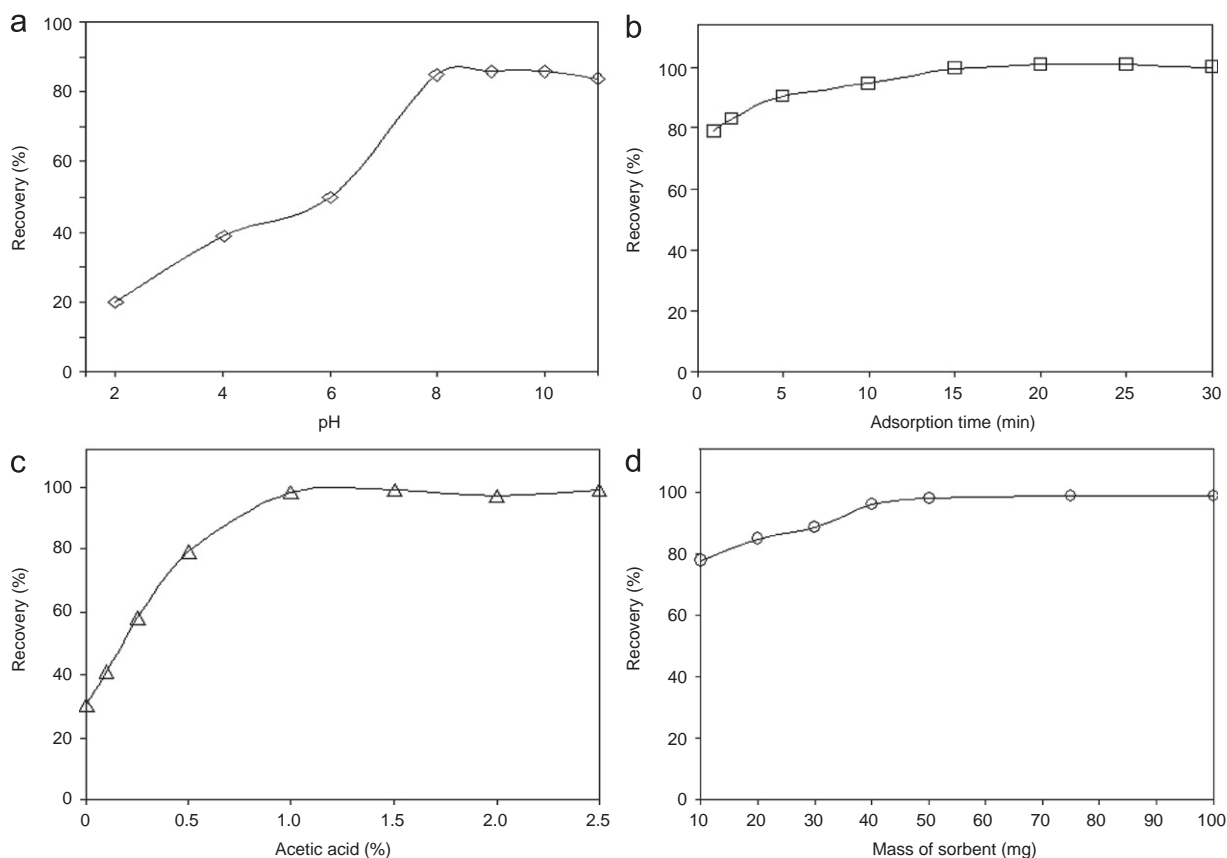 a
100
80
60
40
20
0
Recovery (%)
2 4 6 8 10
pH
b
100
80
60
40
20
0
Recovery (%)
0 5 10 15 20 25 30
Adsorption time (min)
c
100
80
60
40
20
0
Recovery (%)
0 0.5 1.0 1.5 2.0 2.5
Acetic acid (%)
d
100
80
60
40
20
0
Recovery (%)
10 20 30 40 50 60 70 80 90 100
Mass of sorbent (mg)